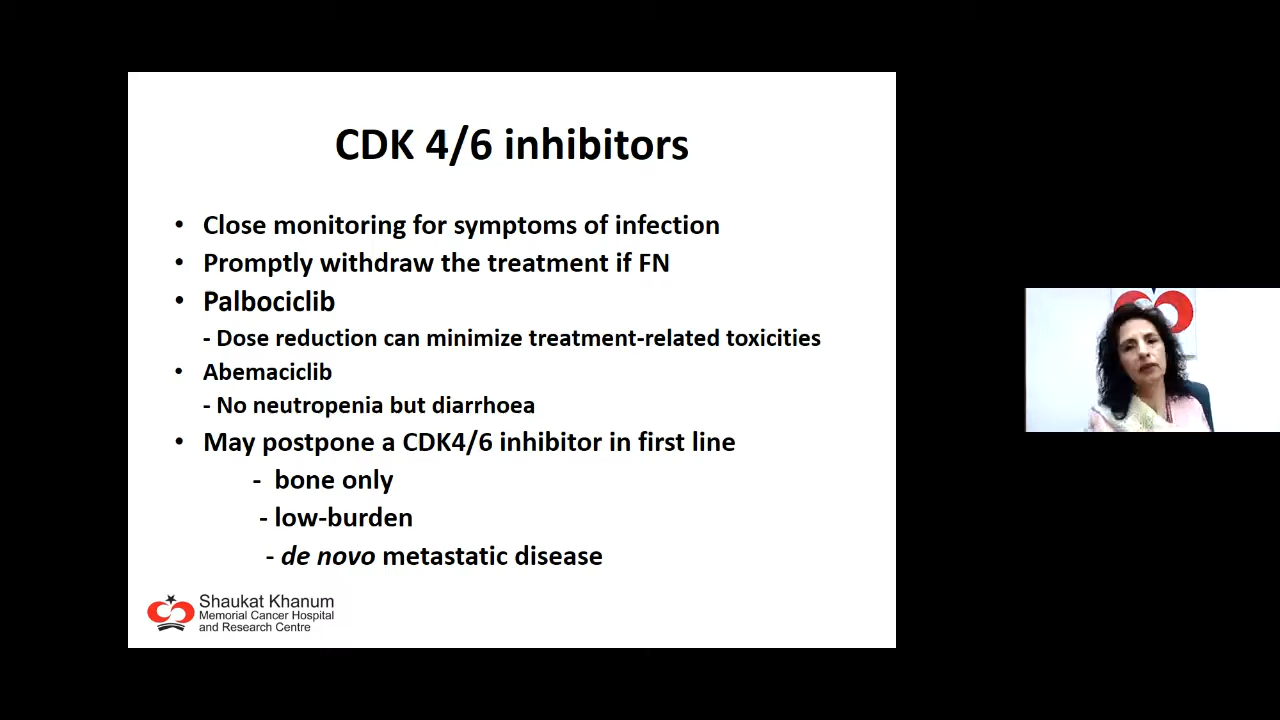 CDK 4/6 inhibitors
• Close monitoring for symptoms of infection
• Promptly withdraw the treatment if FN
• Palbociclib
- Dose reduction can minimize treatment-related toxicities
• Abemaciclib
- No neutropenia but diarrhoea
• May postpone a CDK4/6 inhibitor in first line
- bone only
- low-burden
- de novo metastatic disease
Shaukat Khanum
Memorial Cancer Hospital
and Research Centre